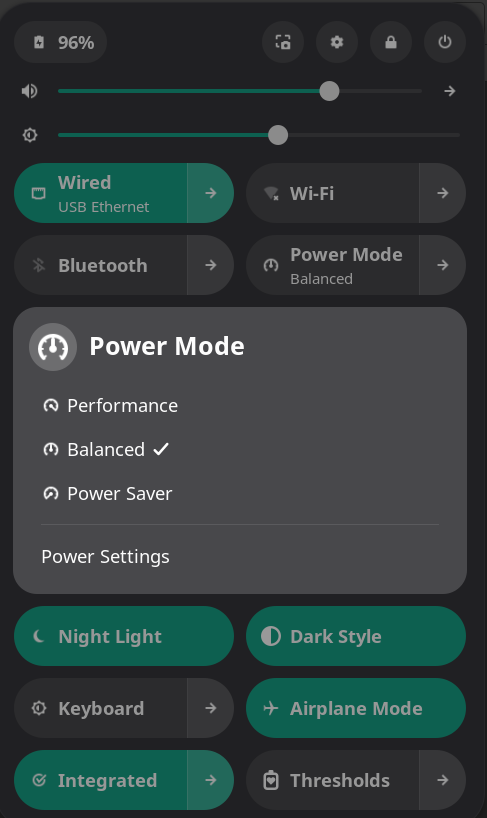 96%
Wired
USB Ethernet
Wi-Fi
Bluetooth
Power Mode
Balanced
Power Mode
Performance
Balanced
Power Saver
Power Settings
Night Light
Dark Style
Keyboard
Airplane Mode
Integrated
Thresholds